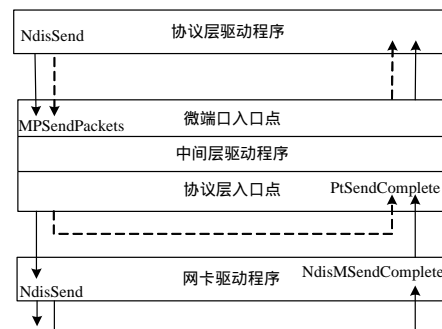 NdisSend 协议层驱动程序
微端口入口点
MPSendPackets
中间层驱动程序
协议层入口点 PtSendComplete
网卡驱动程序 NdisMSendComplete
NdisSend